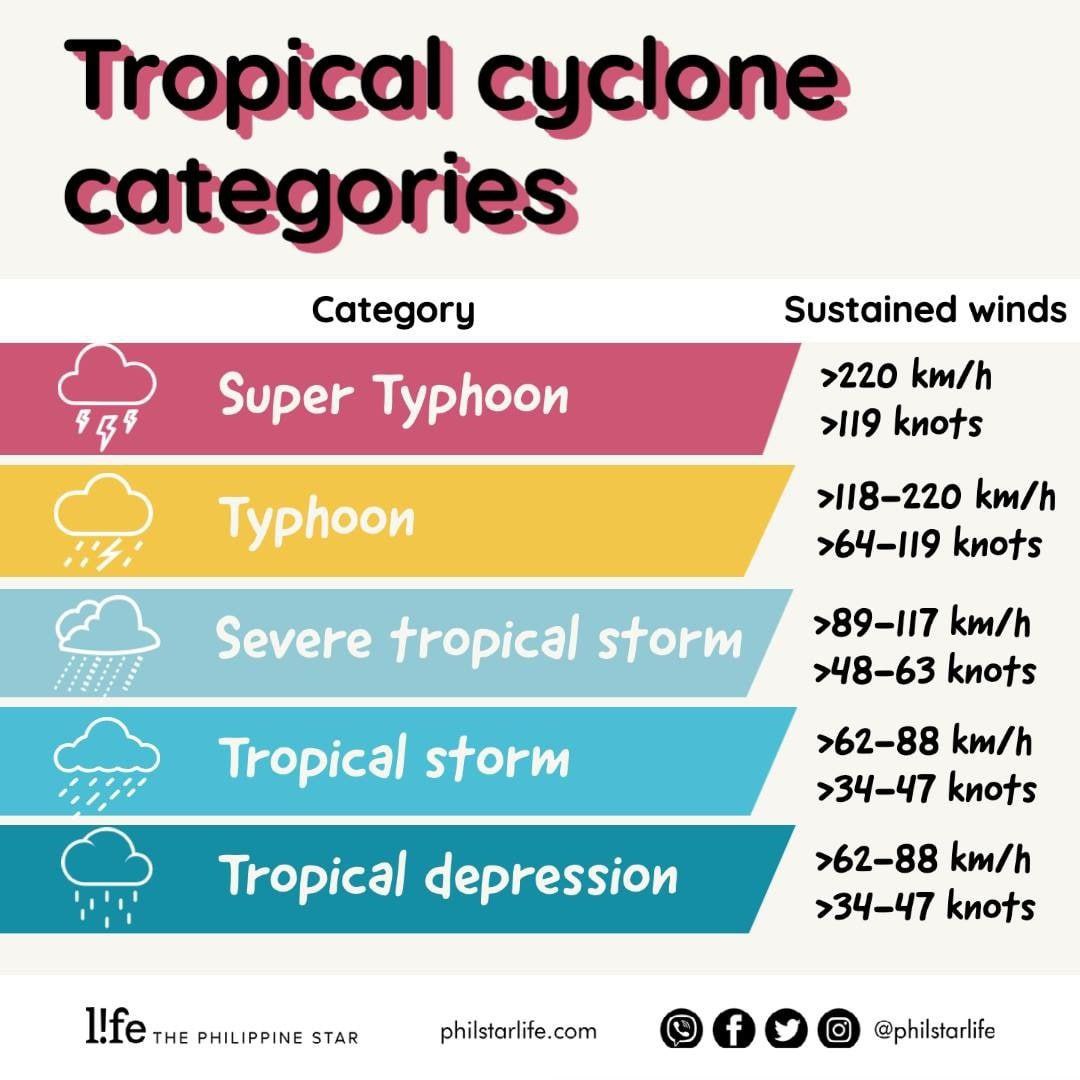 Tropical cyclone
categories
Category Sustained winds
Super Typhoon
>220 km/h
>119 knots
Typhoon
>118–220 km/h
>64–119 knots
Severe tropical storm
>89–117 km/h
>48–63 knots
Tropical storm
>62–88 km/h
>34–47 knots
Tropical depression
>62–88 km/h
>34–47 knots
l!fe THE PHILIPPINE STAR philstarlife.com @philstarlife